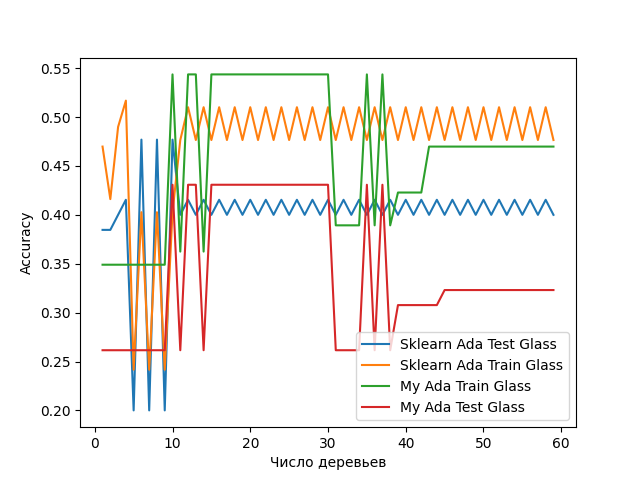 0.55
0.50
0.45
0.40
0.35
0.30
0.25
0.20
Accuracy
0
10
20
30
40
50
60
Число деревьев
Sklearn Ada Test Glass
Sklearn Ada Train Glass
My Ada Train Glass
My Ada Test Glass